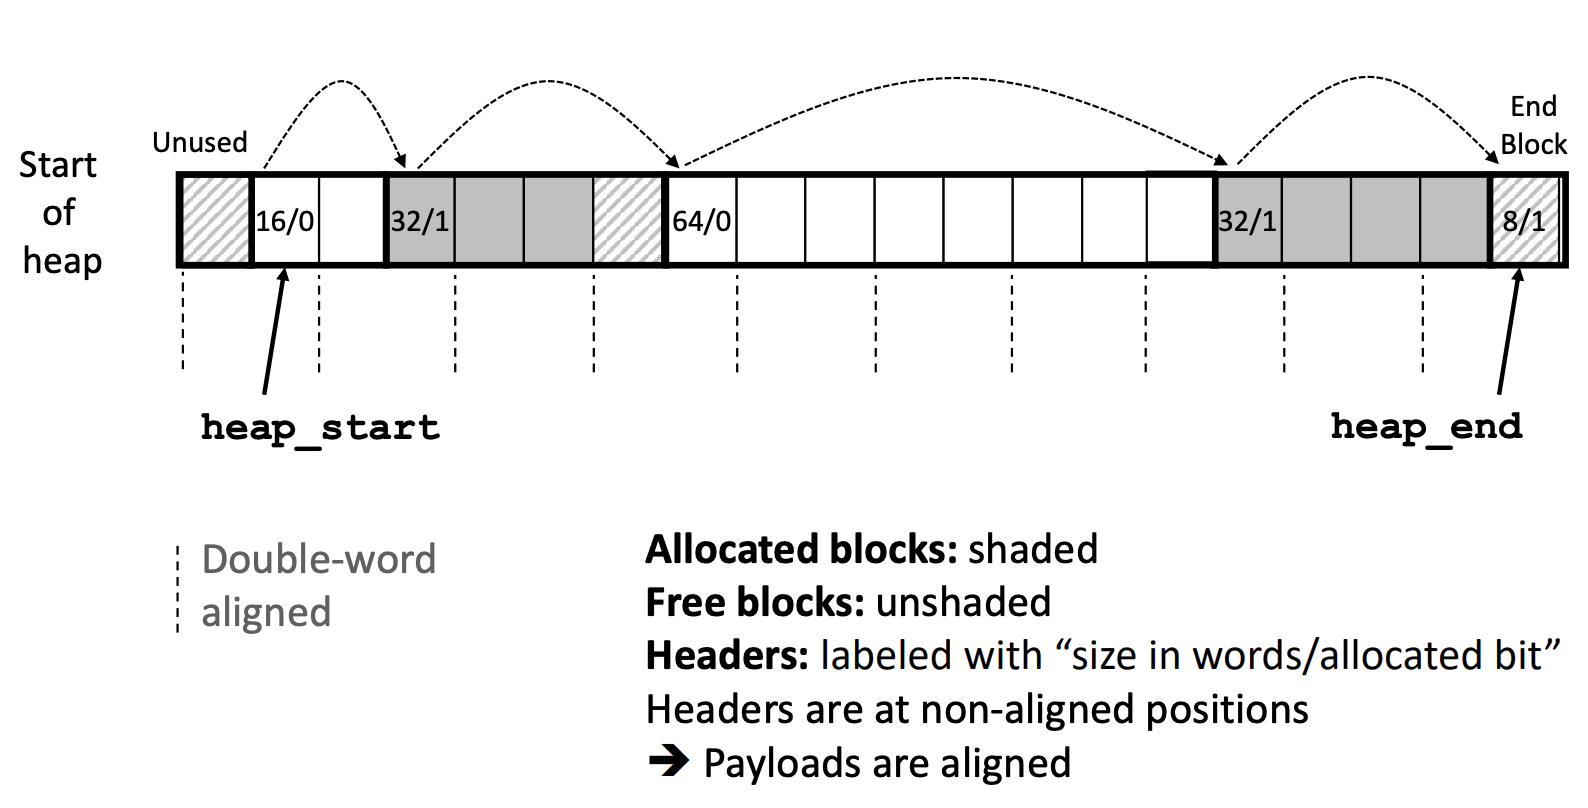 End
Unused
Block
Start
of
heap
16/0
32/1
64/0
32/1
8/1
heap_start
heap_end
Double-word
aligned
Allocated blocks: shaded
Free blocks: unshaded
Headers: labeled with “size in words/allocated bit”
Headers are at non-aligned positions
➔ Payloads are aligned